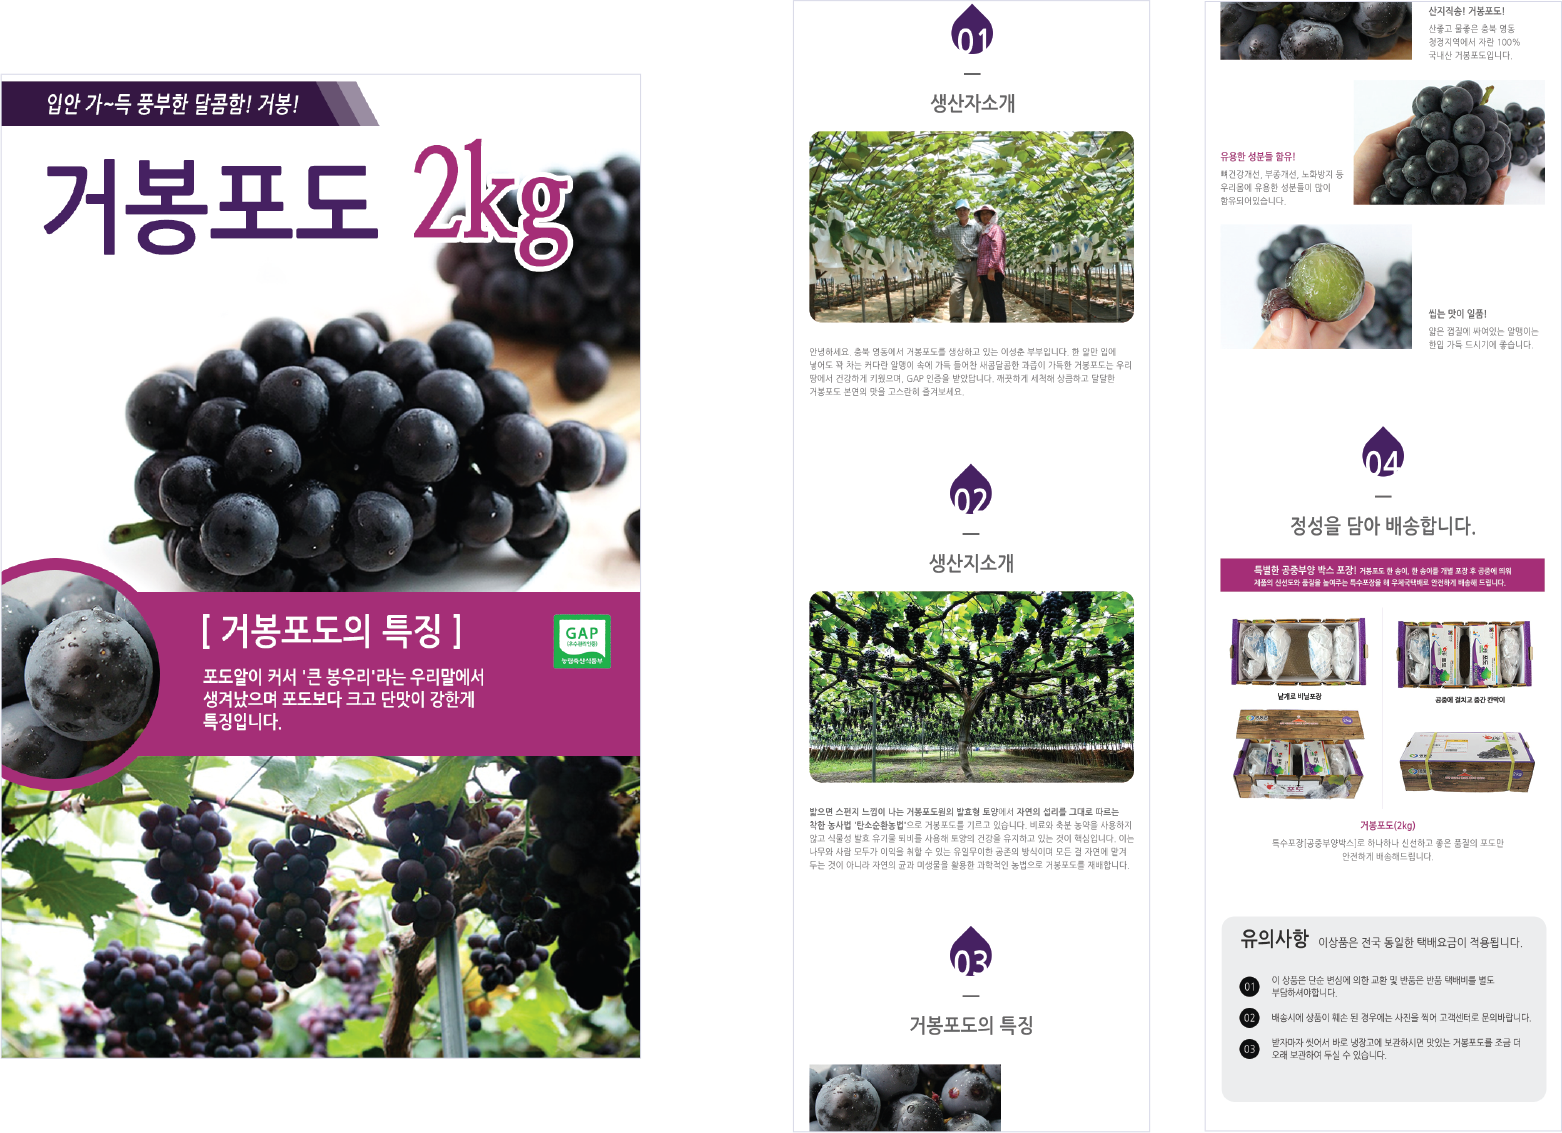 입안 가~득 풍부한 달콤함! 거봉!
거봉포도 2kg
[ 거봉포도의 특징 ]
포도알이 커서 '큰 봉우리'라는 우리말에서
생겨났으며 포도보다 크고 단맛이 강한게
특징입니다.
GAP
(우수관리인증)
농림축산식품부
01
생산자소개
안녕하세요. 충북 영동에서 거봉포도를 생상하고 있는 이성춘 부부입니다. 한 알만 입에
넣어도 꽉 차는 커다란 알맹이 속에 가득 들어찬 새콤달콤한 과즙이 가득한 거봉포도는 우리
땅에서 건강하게 키웠으며, GAP 인증을 받았답니다. 깨끗하게 세척해 상큼하고 달달한
거봉포도 본연의 맛을 고스란히 즐겨보세요.
02
생산지소개
밟으면 스펀지 느낌이 나는 거봉포도원의 발효형 토양에서 자연의 섭리를 그대로 따르는
착한 농사법 '탄소순환농법'으로 거봉포도를 기르고 있습니다. 비료와 축분 농약을 사용하지
않고 식물성 발효 유기물 퇴비를 사용해 토양의 건강을 유지하고 있는 것이 핵심입니다. 이는
나무와 사람 모두가 이익을 취할 수 있는 유일무이한 공존의 방식이며 모든 걸 자연에 맡겨
두는 것이 아니라 자연의 균과 미생물을 활용한 과학적인 농법으로 거봉포도를 재배합니다.
03
거봉포도의 특징
산지직송! 거봉포도!
산좋고 물좋은 충북 영동
청정지역에서 자란 100%
국내산 거봉포도입니다.
유용한 성분들 함유!
뼈건강개선, 부종개선, 노화방지 등
우리몸에 유용한 성분들이 많이
함유되어있습니다.
씹는 맛이 일품!
얇은 껍질에 싸여있는 알맹이는
한입 가득 드시기에 좋습니다.
04
정성을 담아 배송합니다.
특별한 공중부양 박스 포장! 거봉포도 한 송이, 한 송이를 개별 포장 후 공중에 띄워
제품의 신선도와 품질을 높여주는 특수포장을 해 우체국택배로 안전하게 배송해 드립니다.
낱개로 비닐포장
공중에 걸치고 중간 칸막이
거봉포도(2kg)
특수포장[공중부양박스]로 하나하나 신선하고 좋은 품질의 포도만
안전하게 배송해드립니다.
유의사항 이상품은 전국 동일한 택배요금이 적용됩니다.
01 이 상품은 단순 변심에 의한 교환 및 반품은 반품 택배비를 별도
부담하셔야합니다.
02 배송시에 상품이 훼손 된 경우에는 사진을 찍어 고객센터로 문의바랍니다.
03 받자마자 씻어서 바로 냉장고에 보관하시면 맛있는 거봉포도를 조금 더
오래 보관하여 두실 수 있습니다.